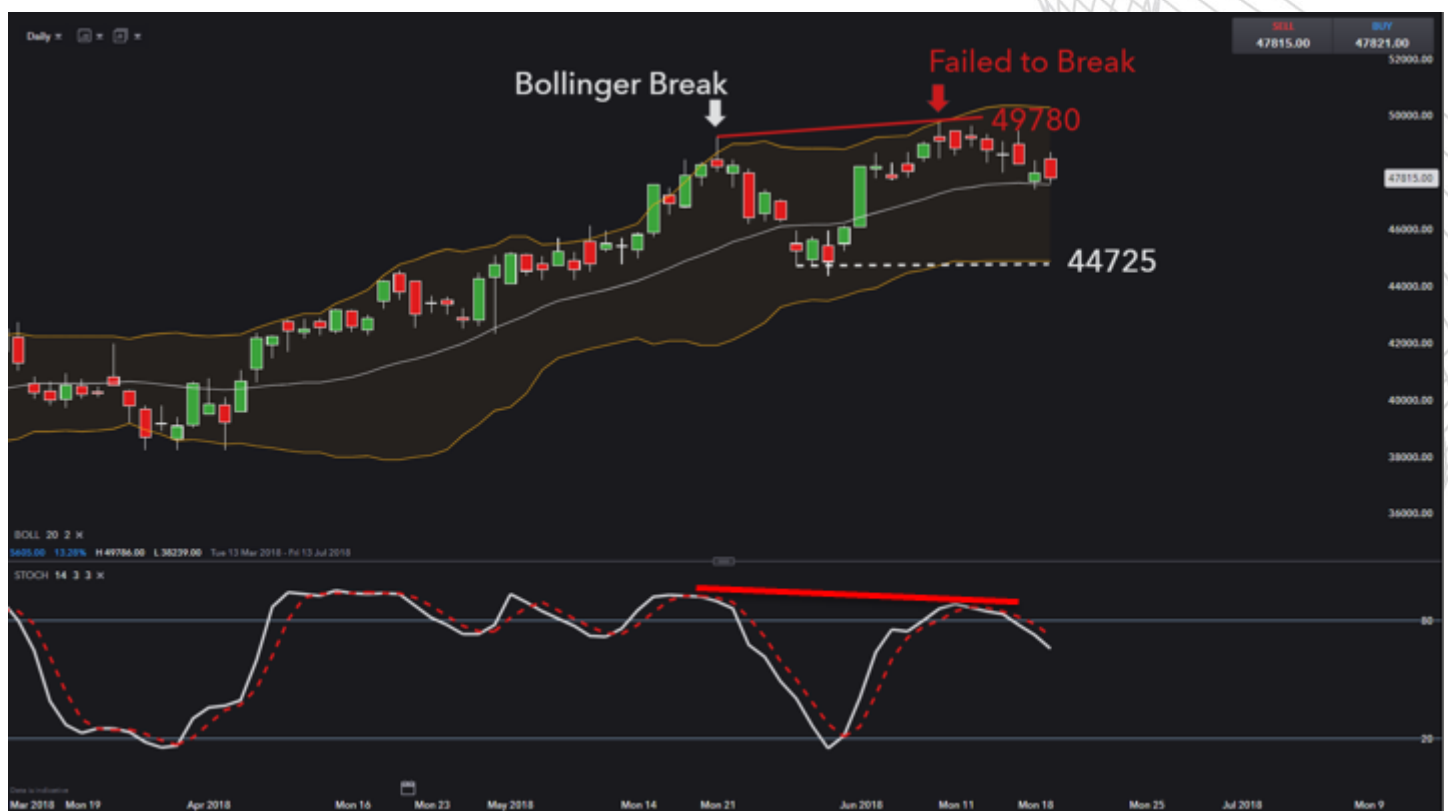 Daily
SELL
47815.00
BUY
47821.00
52000.00
Failed to Break
Bollinger Break
50000.00
49780
47815.00
46000.00
44725
44000.00
42000.00
40000.00
38000.00
36000.00
BOLL 20 2
5605.00 13.28% H 49786.00 L 38239.00 Tue 13 Mar 2018 - Fri 13 Jul 2018
STOCH 14 3 3
80
20
Data is indicative
Mar 2018 Mon 19 Apr 2018 Mon 16 Mon 23 May 2018 Mon 14 Mon 21 Jun 2018 Mon 11 Mon 18 Mon 25 Jul 2018 Mon 9